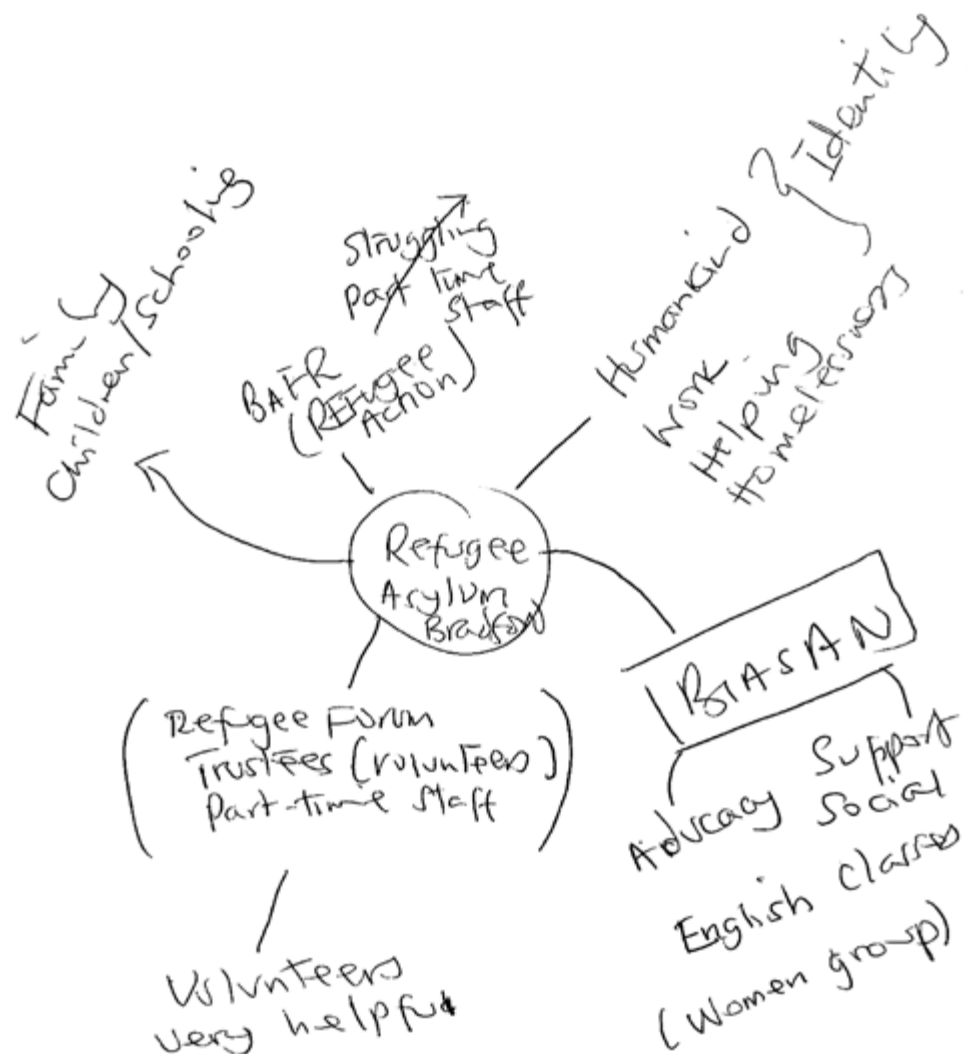 Family
Children/Schooling
Struggling
Part Time
Staff
BAFR
(Refugee
Action)
Humankind
Identity
Work
Helping
Homelessness
Refugee
Asylum
Bradford
BIASAN
Advocacy
Support
Social
English classes
(Women group)
Refugee Forum
Trustees (volunteers)
Part-time staff
Volunteers
very helpful